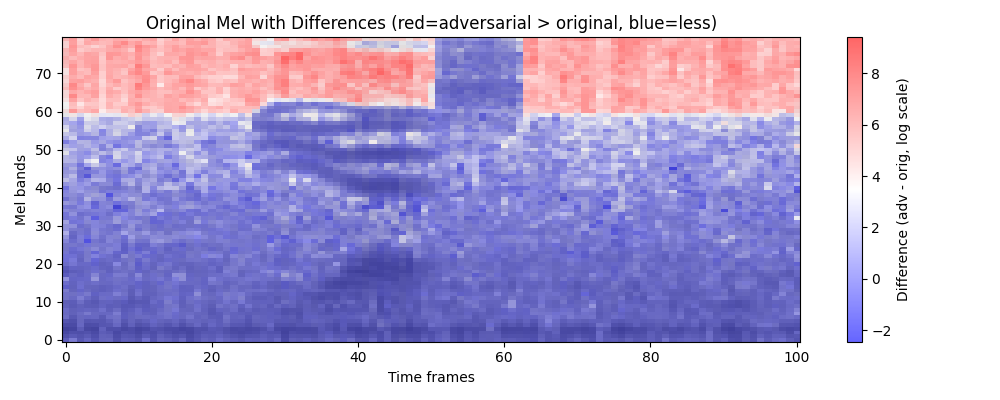 Original Mel with Differences (red=adversarial > original, blue=less)
Mel bands
70
60
50
40
30
20
10
0
0 20 40 60 80 100
Time frames
8
6
4
2
0
−2
Difference (adv - orig, log scale)